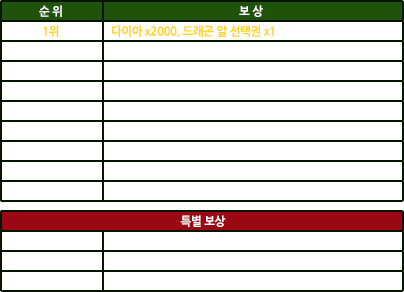 순 위 보 상
1위 다이아 x2000, 드래곤 알 선택권 x1
특별 보상